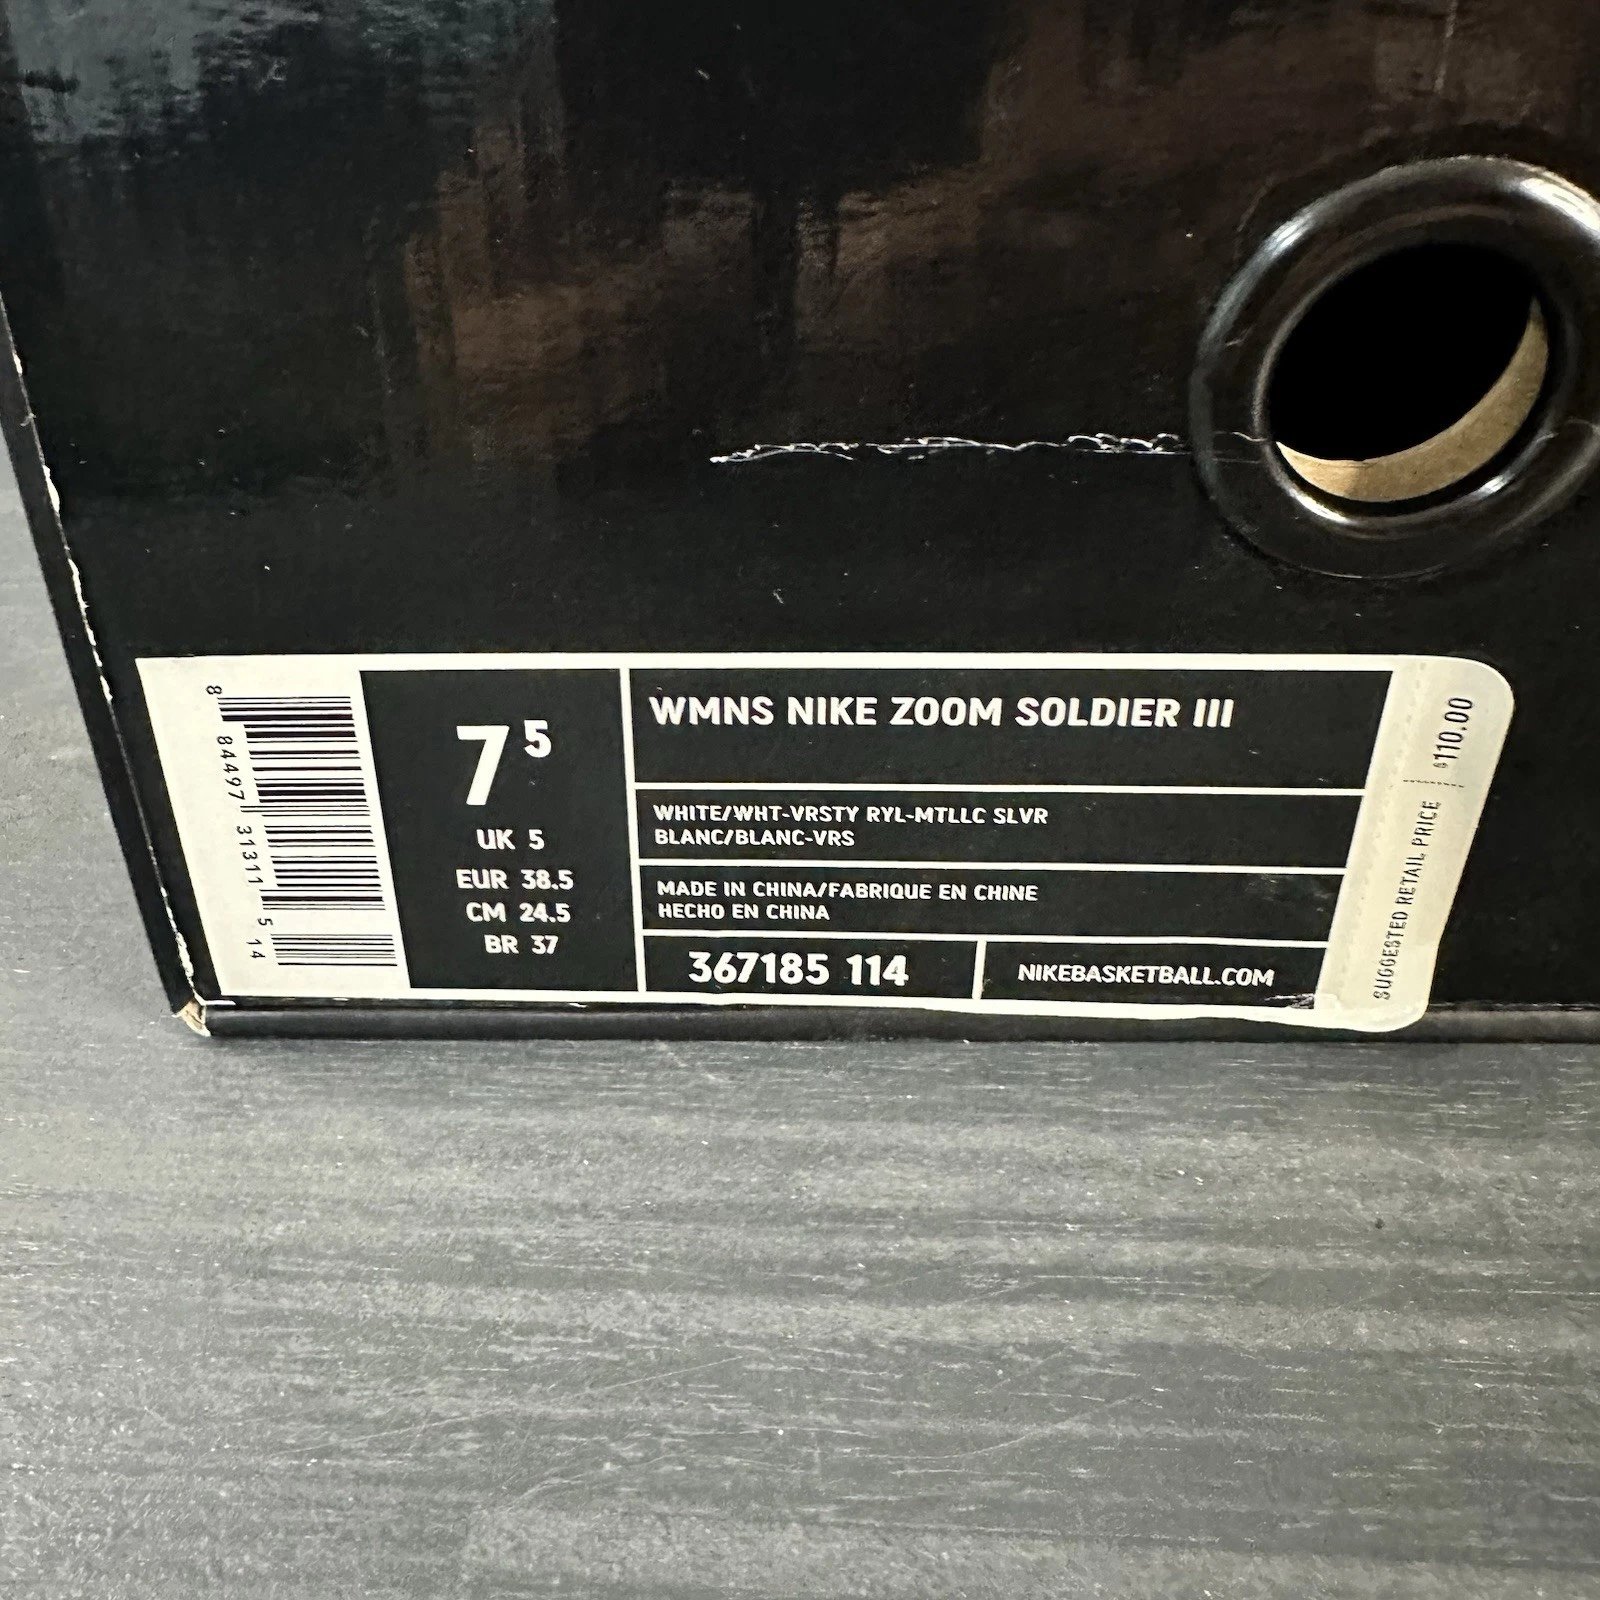 8 84497 31311 5 14
7 5
UK 5
EUR 38.5
CM 24.5
BR 37
WMNS NIKE ZOOM SOLDIER III
WHITE/WHT-VRSTY RYL-MTLLC SLVR
BLANC/BLANC-VRS
MADE IN CHINA/FABRIQUE EN CHINE
HECHO EN CHINA
367185 114
NIKEBASKETBALL.COM
SUGGESTED RETAIL PRICE $110.00